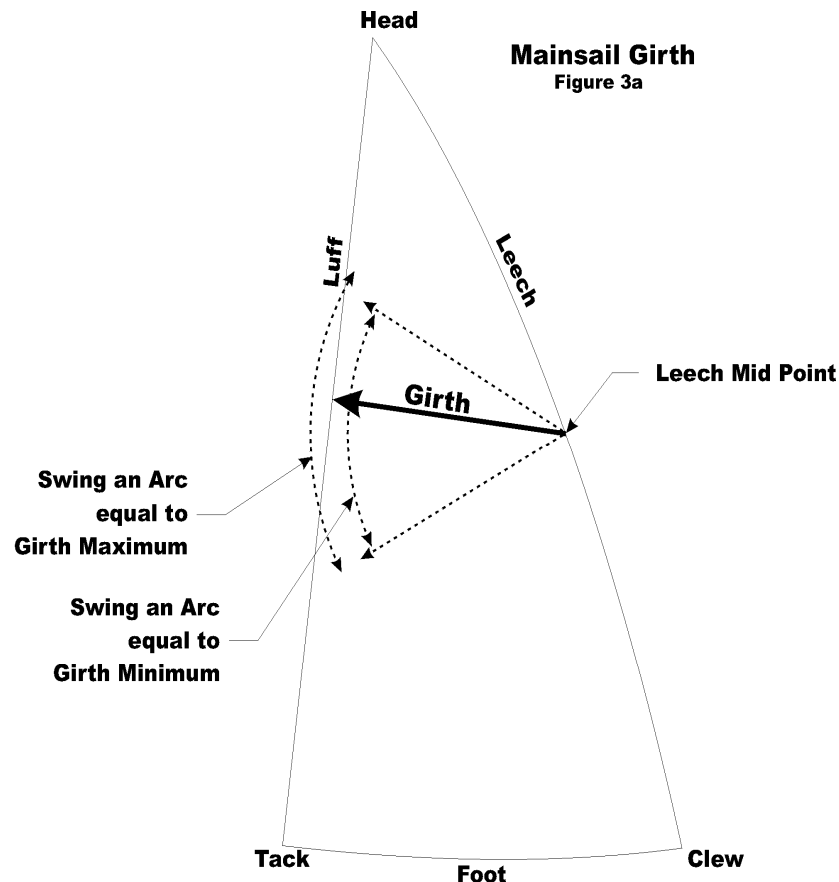 Head
Mainsail Girth
Figure 3a
Luff
Leech
Girth
Leech Mid Point
Swing an Arc
equal to
Girth Maximum
Swing an Arc
equal to
Girth Minimum
Tack
Foot
Clew